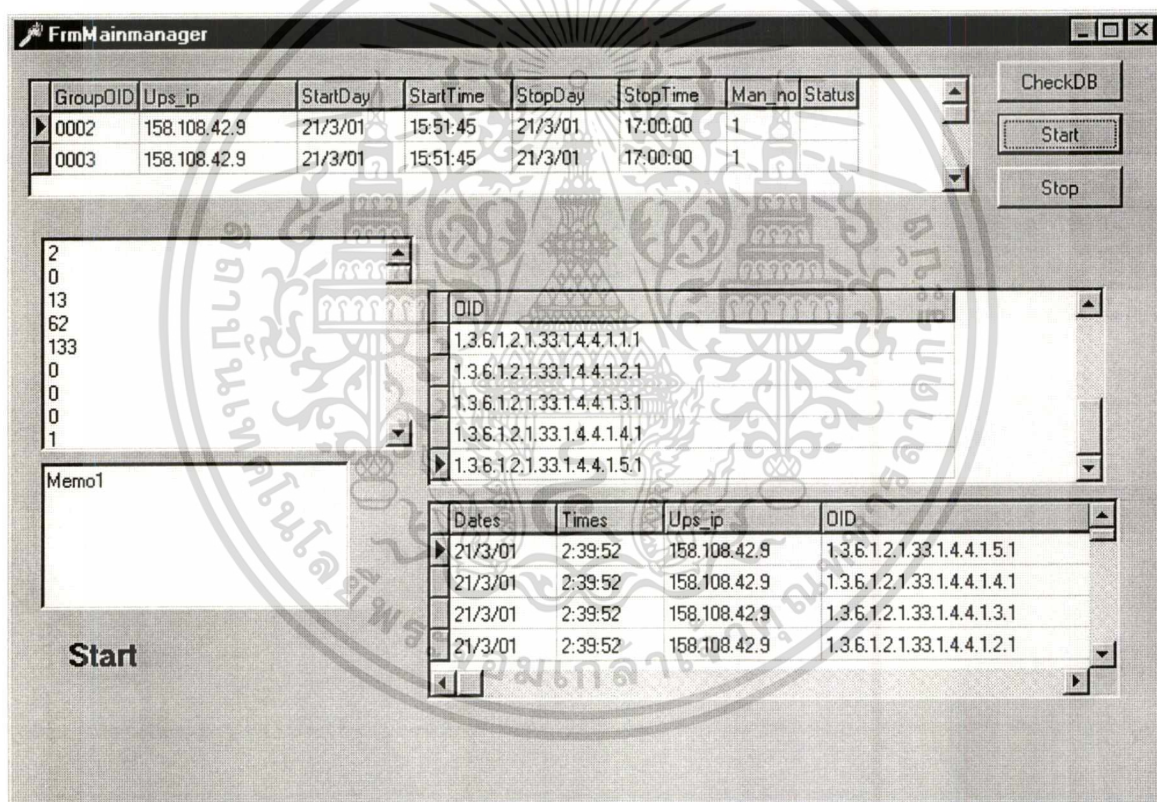 FrmMainmanager
GroupOID Ups_ip StartDay StartTime StopDay StopTime Man_no Status
0002 158.108.42.9 21/3/01 15:51:45 21/3/01 17:00:00 1
0003 158.108.42.9 21/3/01 15:51:45 21/3/01 17:00:00 1
CheckDB
Start
Stop
2
0
13
62
133
0
0
0
1
OID
1.3.6.1.2.1.33.1.4.4.1.1.1
1.3.6.1.2.1.33.1.4.4.1.2.1
1.3.6.1.2.1.33.1.4.4.1.3.1
1.3.6.1.2.1.33.1.4.4.1.4.1
1.3.6.1.2.1.33.1.4.4.1.5.1
Memo1
Dates Times Ups_ip OID
21/3/01 2:39:52 158.108.42.9 1.3.6.1.2.1.33.1.4.4.1.5.1
21/3/01 2:39:52 158.108.42.9 1.3.6.1.2.1.33.1.4.4.1.4.1
21/3/01 2:39:52 158.108.42.9 1.3.6.1.2.1.33.1.4.4.1.3.1
21/3/01 2:39:52 158.108.42.9 1.3.6.1.2.1.33.1.4.4.1.2.1
Start